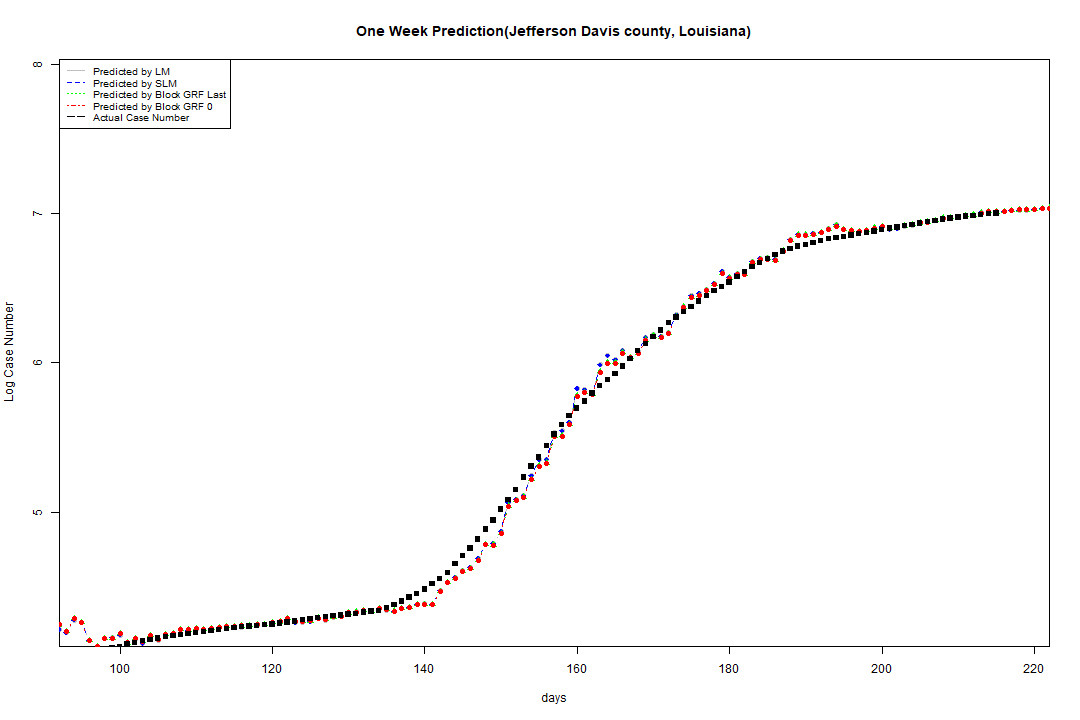 One Week Prediction(Jefferson Davis county, Louisiana)
Predicted by LM
Predicted by SLM
Predicted by Block GRF Last
Predicted by Block GRF 0
Actual Case Number
8
7
6
5
Log Case Number
100 120 140 160 180 200 220
days